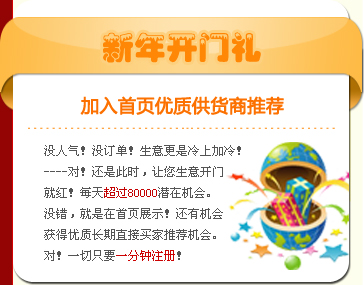 新年开门礼
加入首页优质供货商推荐
没人气！没订单！生意更是冷上加冷！
----对！还是此时，让您生意开门
就红！每天超过80000潜在机会。
没错，就是在首页展示！还有机会
获得优质长期直接买家推荐机会。
对！一切只要一分钟注册！